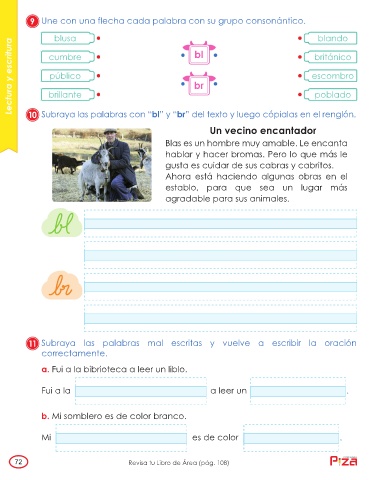 9 Une con una flecha cada palabra con su grupo consonántico.
blusa
blando
cumbre
bl
británico
público
br
escombro
brillante
poblado
10 Subraya las palabras con “bl” y “br” del texto y luego cópialas en el renglón.
Un vecino encantador
Blas es un hombre muy amable. Le encanta
hablar y hacer bromas. Pero lo que más le
gusta es cuidar de sus cabras y cabritos.
Ahora está haciendo algunas obras en el
establo, para que sea un lugar más
agradable para sus animales.
bl
br
11 Subraya las palabras mal escritas y vuelve a escribir la oración
correctamente.
a. Fui a la bibrioteca a leer un liblo.
Fui a la a leer un .
b. Mi somblero es de color branco.
Mi es de color .
72
Revisa tu Libro de Área (pág. 108)
Pizza
Lectura y escritura